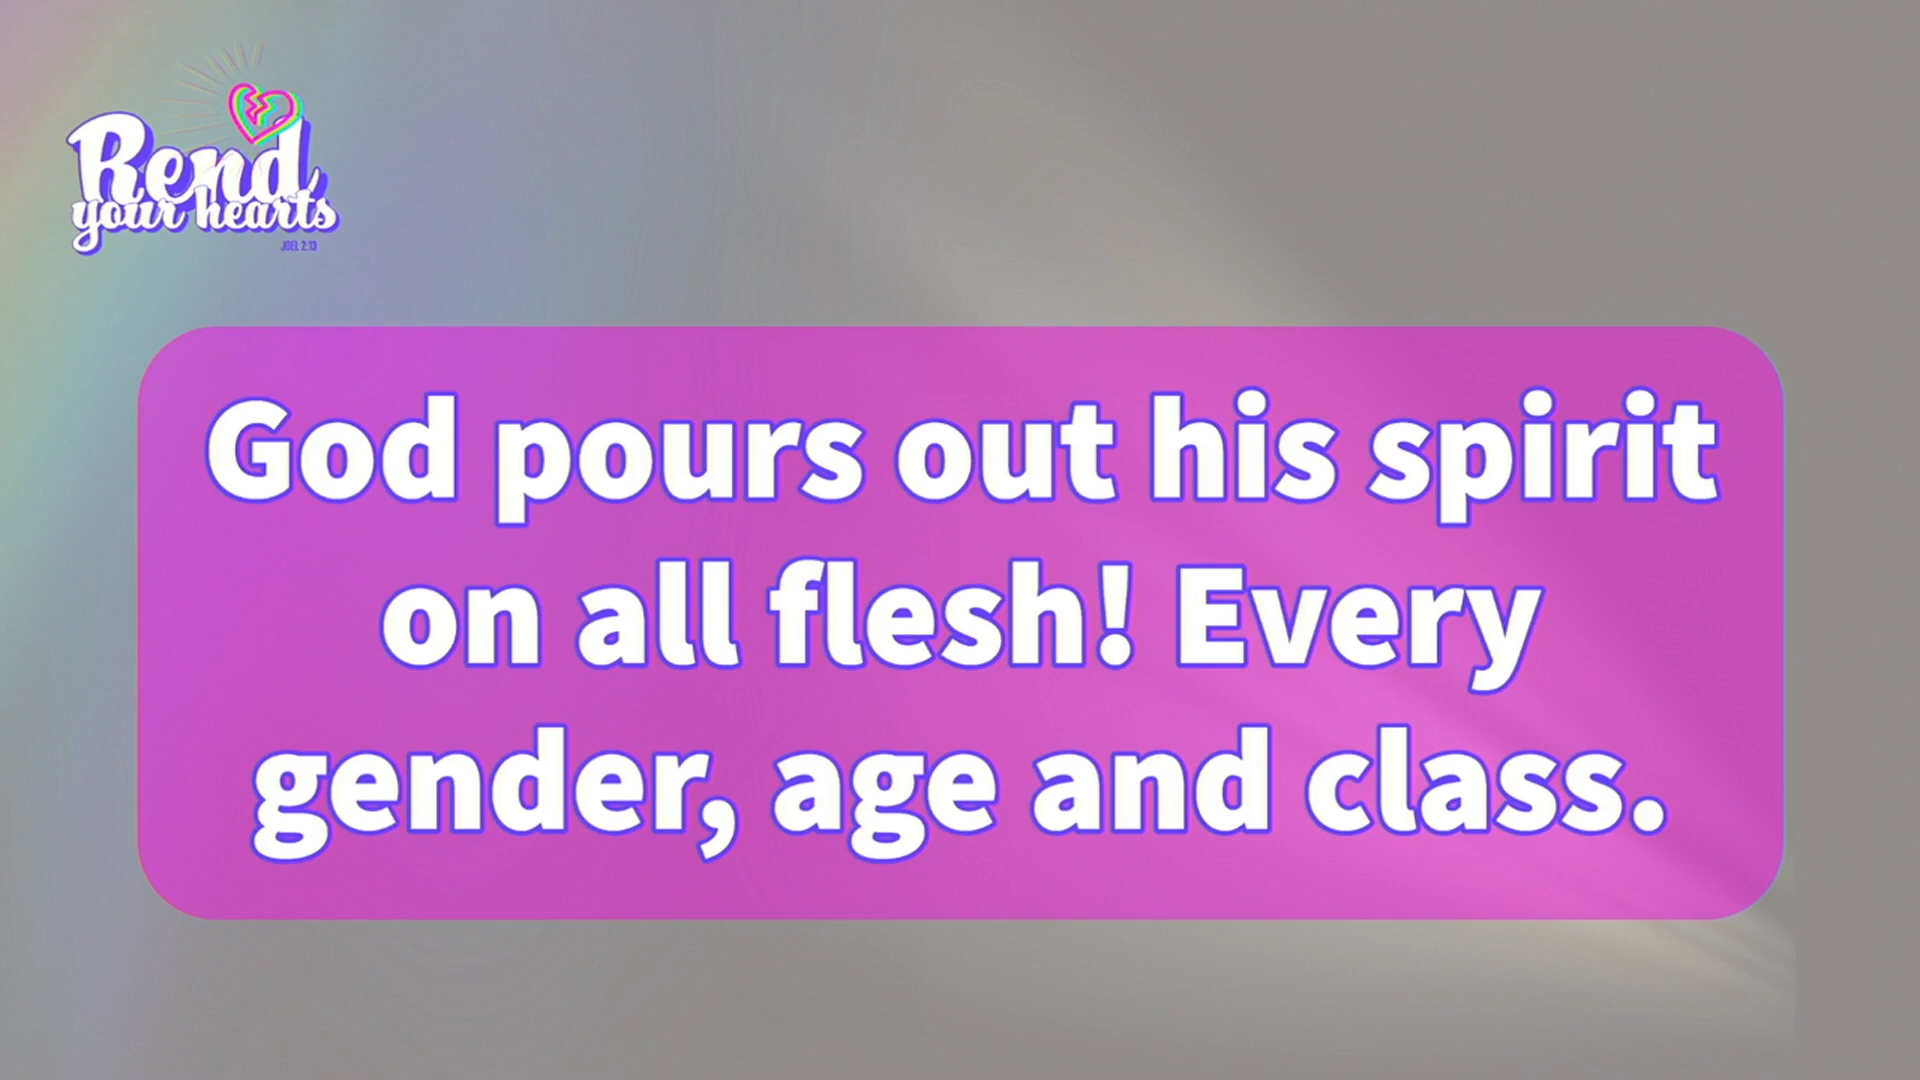 Rend
your hearts
JOEL 2:13
God pours out his spirit
on all flesh! Every
gender, age and class.